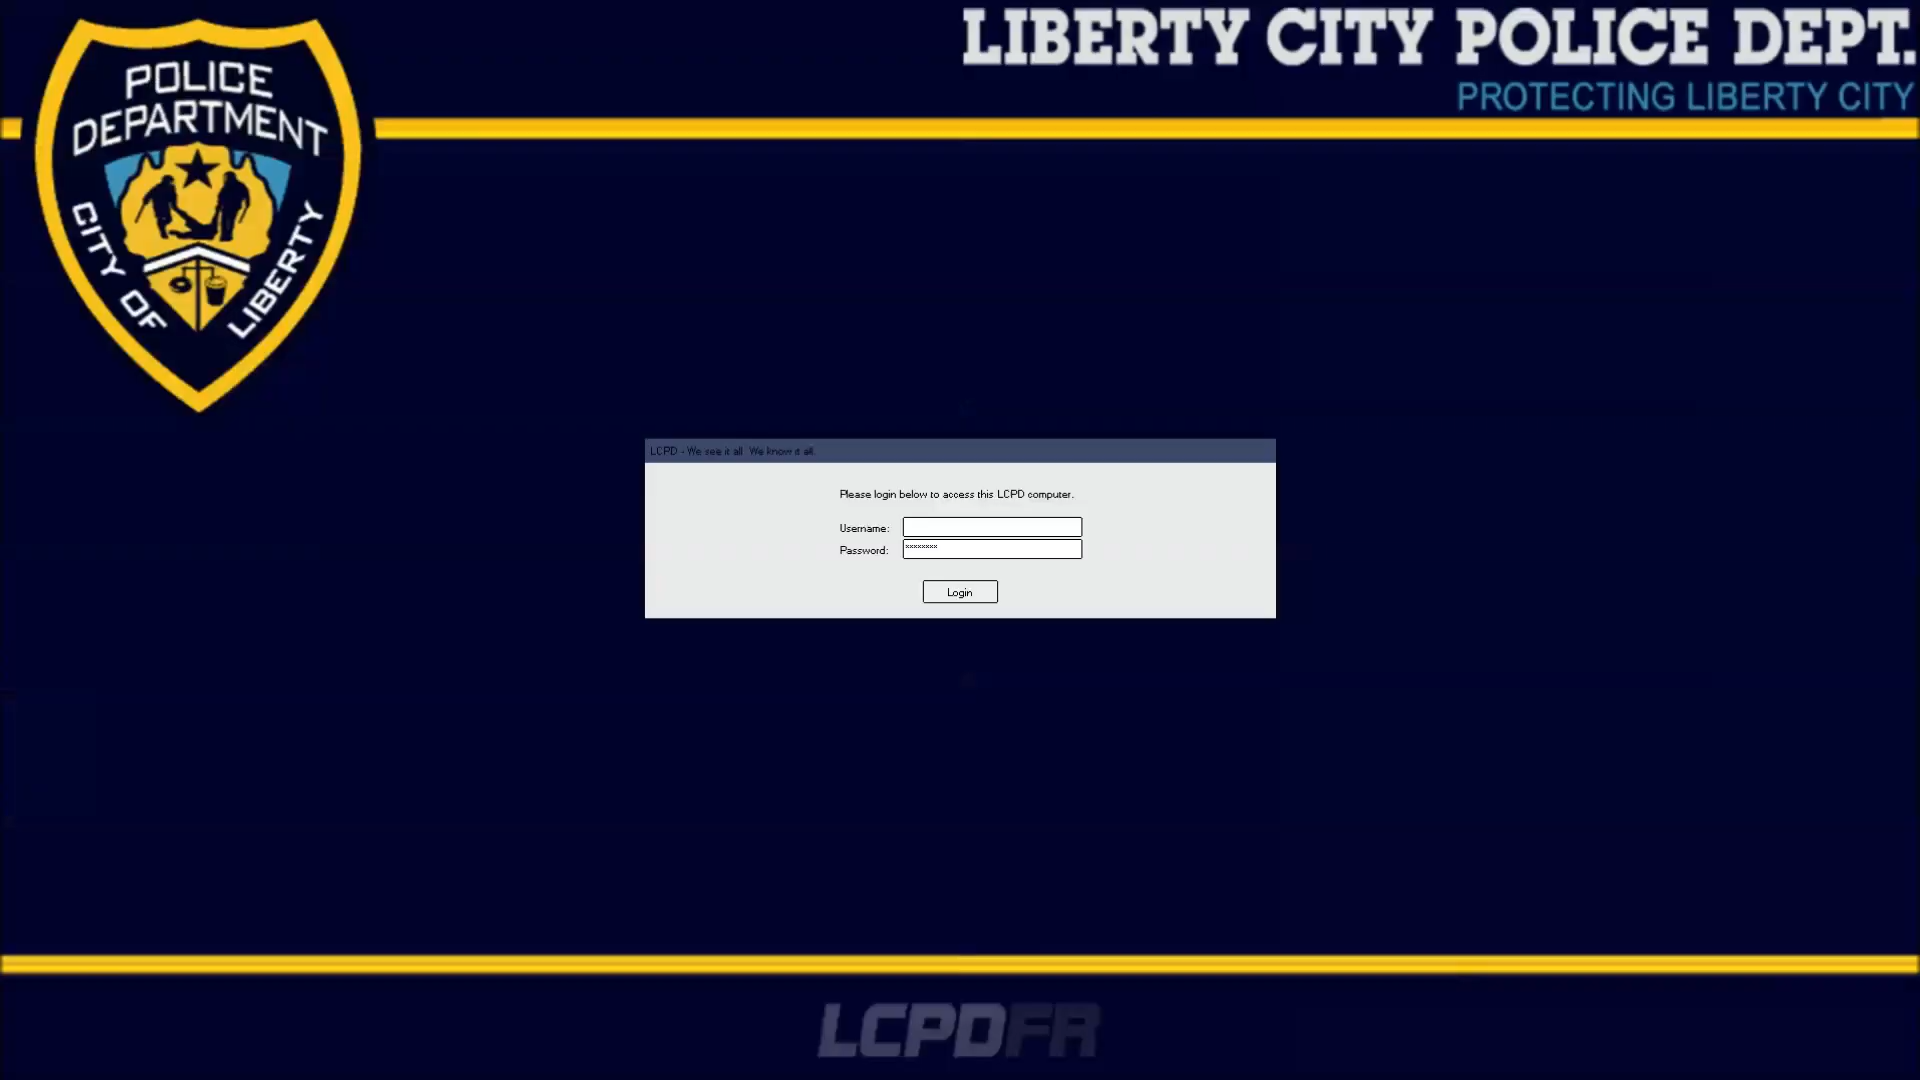 POLICE
DEPARTMENT
CITY OF LIBERTY
LIBERTY CITY POLICE DEPT.
PROTECTING LIBERTY CITY
LCPD - We see it all. We know it all.
Please login below to access this LCPD computer.
Username:
Password: ********
Login
LCPDFR